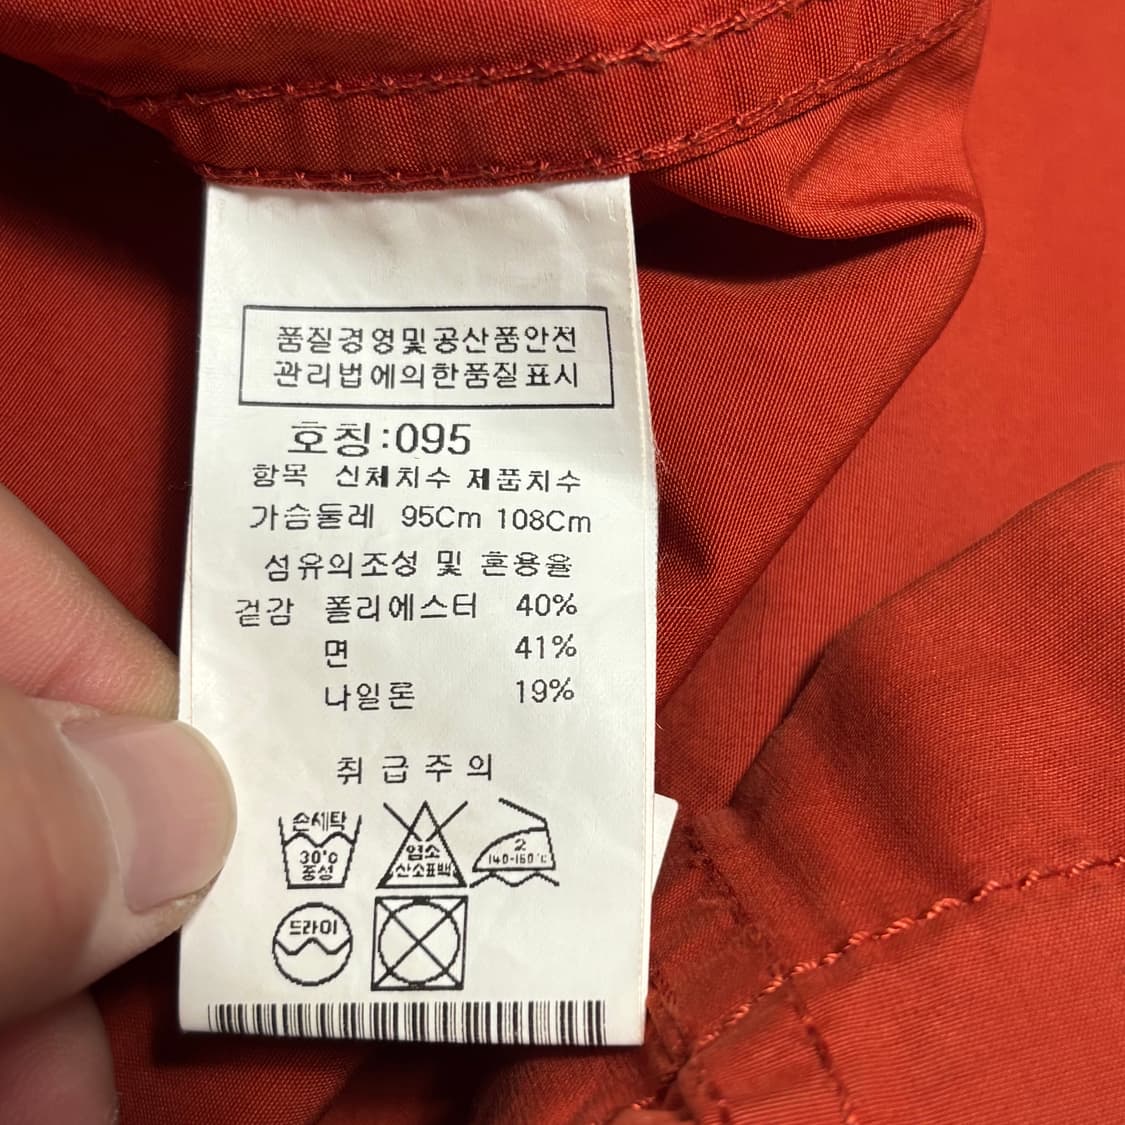 품질경영및공산품안전
관리법에의한품질표시
호칭:095
항목 신체치수 제품치수
가슴둘레 95Cm 108Cm
섬유의조성 및 혼용율
겉감 폴리에스터 40%
면 41%
나일론 19%
취급주의
손세탁
30°C
중성
염소
산소표백
2
140-160°C
드라이